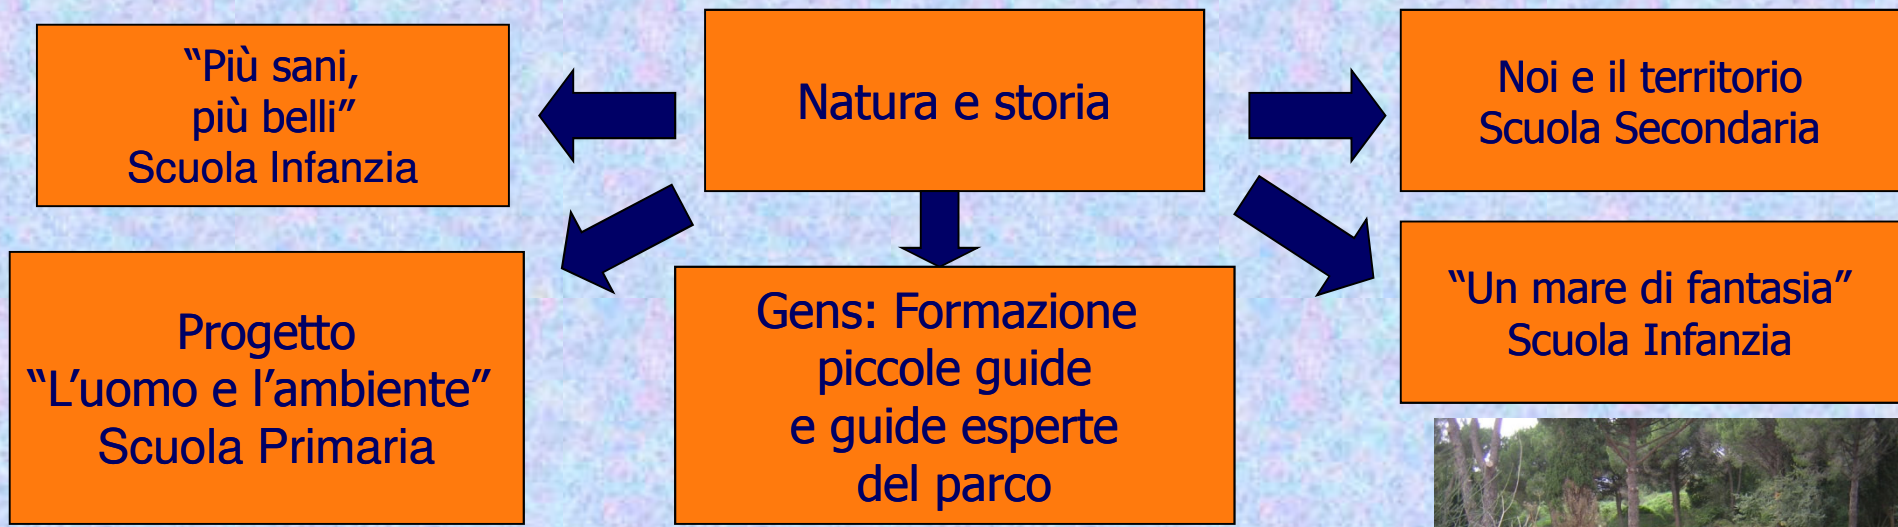 “Più sani,
più belli”
Scuola Infanzia
Natura e storia
Noi e il territorio
Scuola Secondaria
Progetto
“L’uomo e l’ambiente”
Scuola Primaria
Gens: Formazione
piccole guide
e guide esperte
del parco
“Un mare di fantasia”
Scuola Infanzia